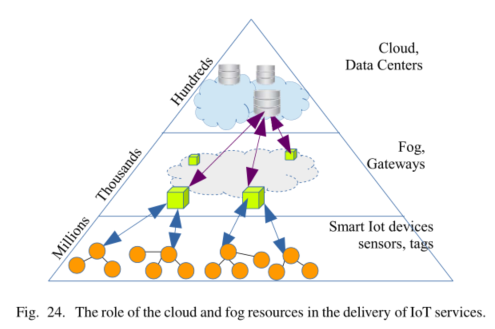 Hundreds
Cloud,
Data Centers
Thousands
Fog,
Gateways
Millions
Smart Iot devices
sensors, tags
Fig. 24. The role of the cloud and fog resources in the delivery of IoT services.